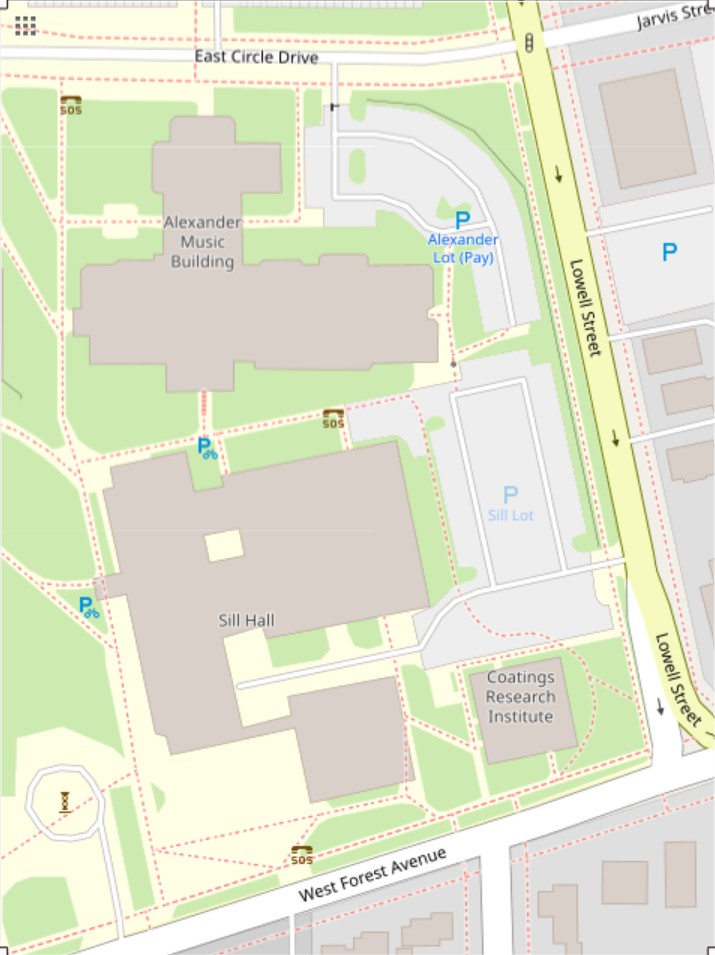 Jarvis Stre
East Circle Drive
SOS
Alexander
Music
Building
P
Alexander
Lot (Pay)
P
Lowell Street
SOS
P
P
Sill Lot
P
Sill Hall
Coatings
Research
Institute
Lowell Street
SOS
West Forest Avenue